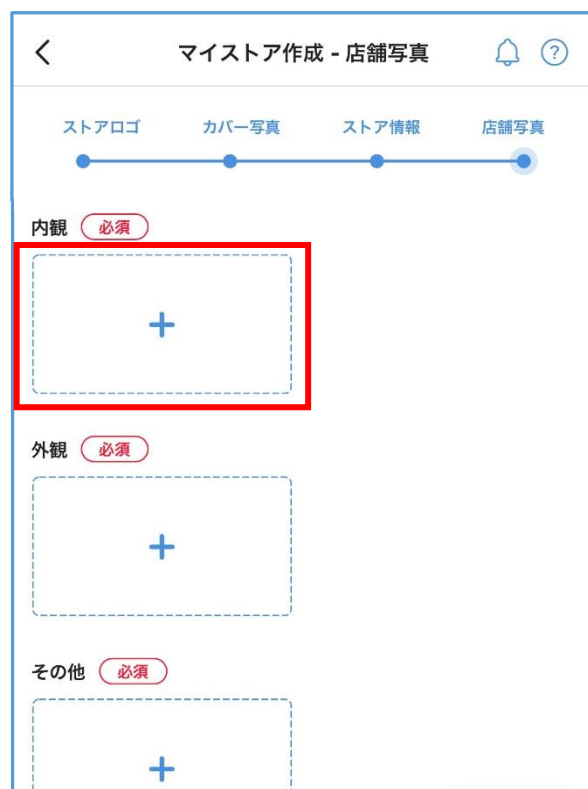 マイストア作成 - 店舗写真
ストアロゴ カバー写真 ストア情報 店舗写真
内観 必須
外観 必須
その他 必須